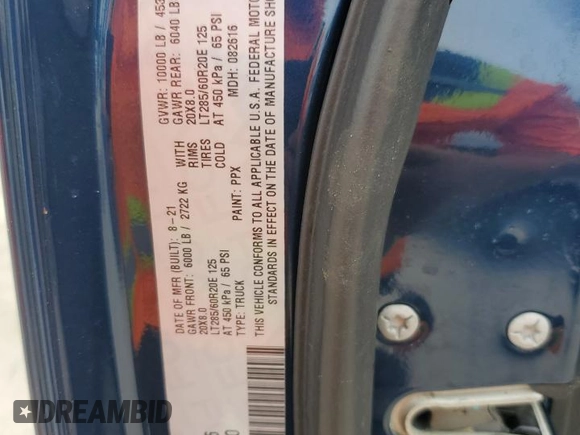 DATE OF MFR (BUILT): 8-21
GVWR: 10000 LB /
GAWR FRONT: 6000 LB / 2722 KG
WITH
GAWR REAR: 6040 LB
20X8.0
RIMS
20X8.0
LT285/60R20E 125
TIRES
LT285/60R20E 125
AT 450 kPa / 65 PSI
COLD
AT 450 kPa / 65 PSI
TYPE: TRUCK
PAINT: PPX
MDH: 082616
THIS VEHICLE CONFORMS TO ALL APPLICABLE U.S.A. FEDERAL
STANDARDS IN EFFECT ON THE DATE OF MANUFACTURE
DREAMBID